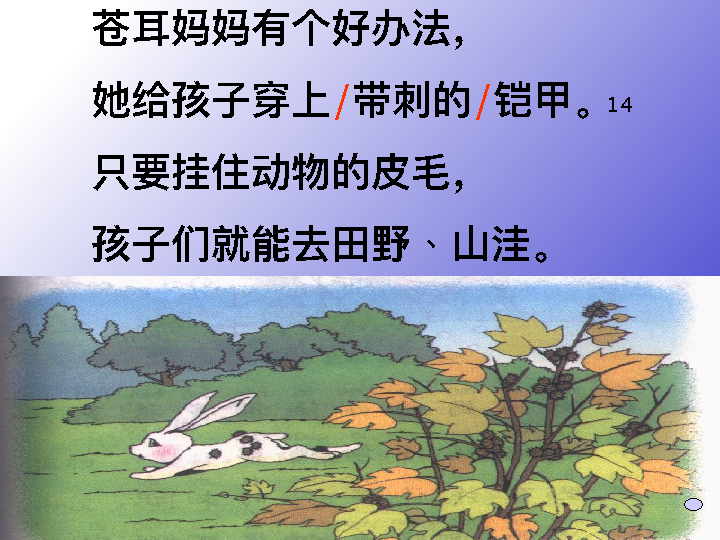 苍耳妈妈有个好办法，
她给孩子穿上/带刺的/铠甲。14
只要挂住动物的皮毛，
孩子们就能去田野、山洼。